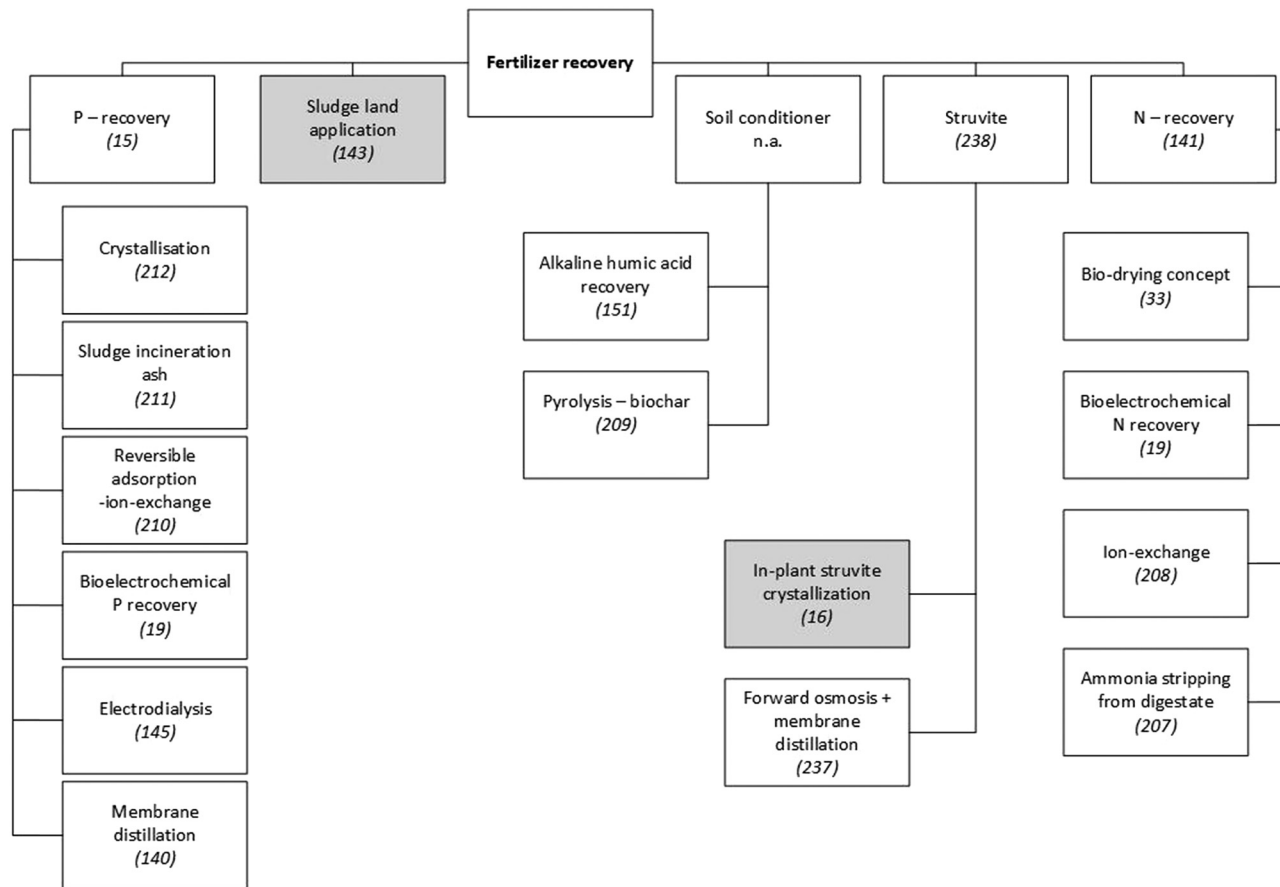 Fertilizer recovery
P – recovery
(15)
Sludge land
application
(143)
Soil conditioner
n.a.
Struvite
(238)
N – recovery
(141)
Crystallisation
(212)
Sludge incineration
ash
(211)
Reversible
adsorption
-ion-exchange
(210)
Bioelectrochemical
P recovery
(19)
Electrodialysis
(145)
Membrane
distillation
(140)
Alkaline humic acid
recovery
(151)
Pyrolysis – biochar
(209)
In-plant struvite
crystallization
(16)
Forward osmosis +
membrane
distillation
(237)
Bio-drying concept
(33)
Bioelectrochemical
N recovery
(19)
Ion-exchange
(208)
Ammonia stripping
from digestate
(207)